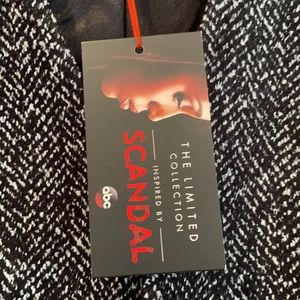 THE LIMITED
COLLECTION
INSPIRED BY
SCANDAL
abc